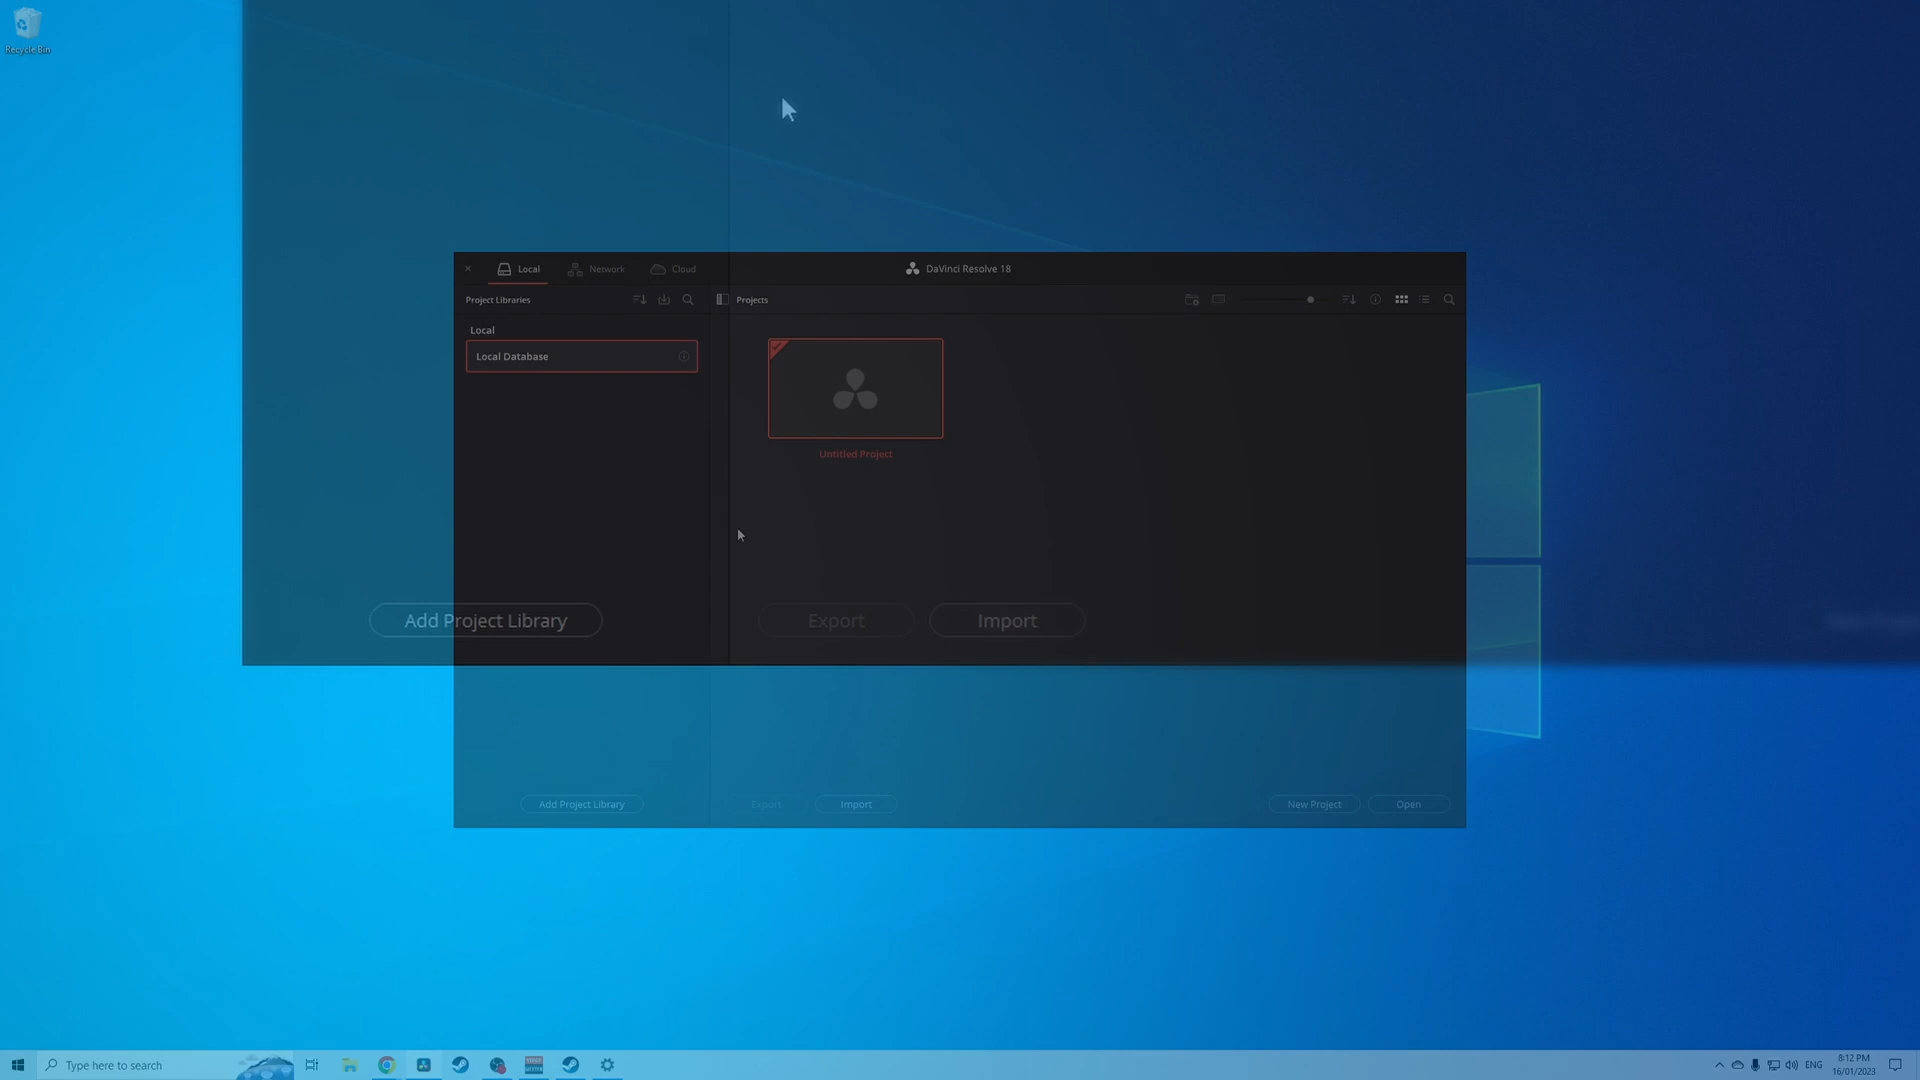 Recycle Bin
Local
Network
Cloud
DaVinci Resolve 18
Project Libraries
Projects
Local
Local Database
Untitled Project
Add Project Library
Export
Import
Add Project Library
Export
Import
New Project
Open
Type here to search
ENG
8:12 PM
16/01/2023